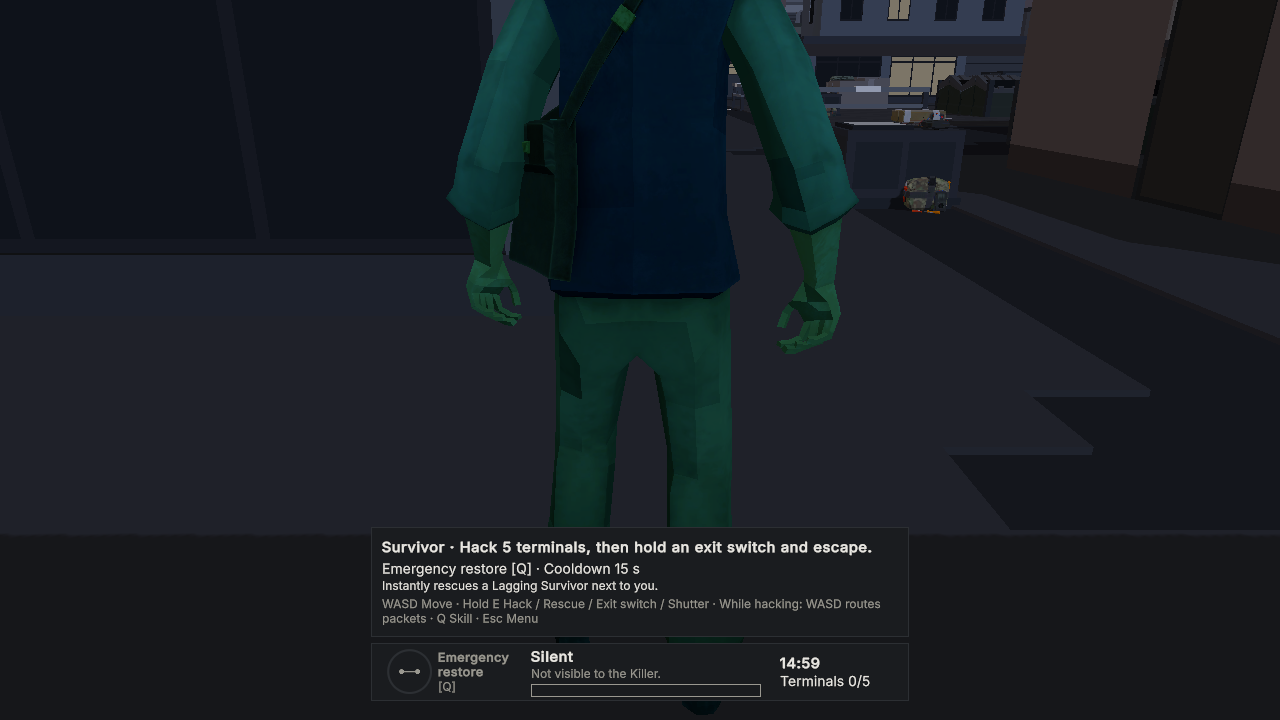 Survivor · Hack 5 terminals, then hold an exit switch and escape.
Emergency restore [Q] · Cooldown 15 s
Instantly rescues a Lagging Survivor next to you.
WASD Move · Hold E Hack / Rescue / Exit switch / Shutter · While hacking: WASD routes
packets · Q Skill · Esc Menu
Emergency
restore
[Q]
Silent
Not visible to the Killer.
14:59
Terminals 0/5